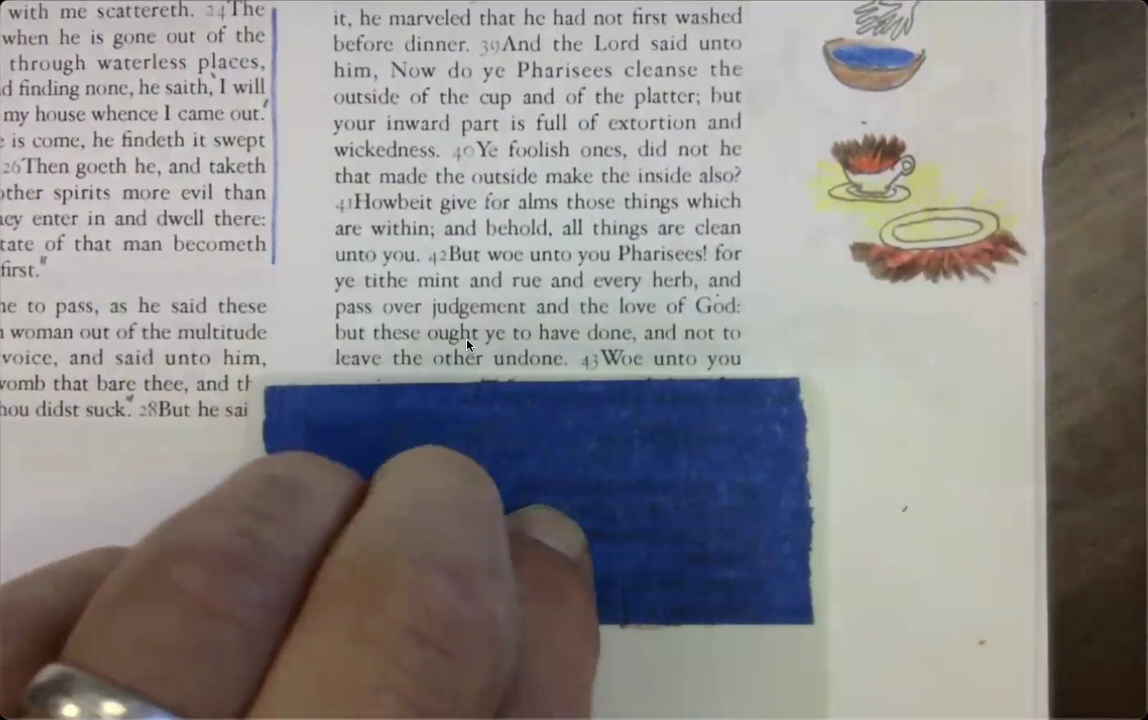 with me scattereth. 24The
when he is gone out of the
through waterless places,
d finding none, he saith, 'I will
my house whence I came out.'
is come, he findeth it swept
26Then goeth he, and taketh
other spirits more evil than
ey enter in and dwell there:
tate of that man becometh
first."
e to pass, as he said these
woman out of the multitude
voice, and said unto him,
womb that bare thee, and th
hou didst suck." 28But he sai
it, he marveled that he had not first washed
before dinner. 39And the Lord said unto
him, Now do ye Pharisees cleanse the
outside of the cup and of the platter; but
your inward part is full of extortion and
wickedness. 40Ye foolish ones, did not he
that made the outside make the inside also?
41Howbeit give for alms those things which
are within; and behold, all things are clean
unto you. 42But woe unto you Pharisees! for
ye tithe mint and rue and every herb, and
pass over judgement and the love of God:
but these ought ye to have done, and not to
leave the other undone. 43Woe unto you